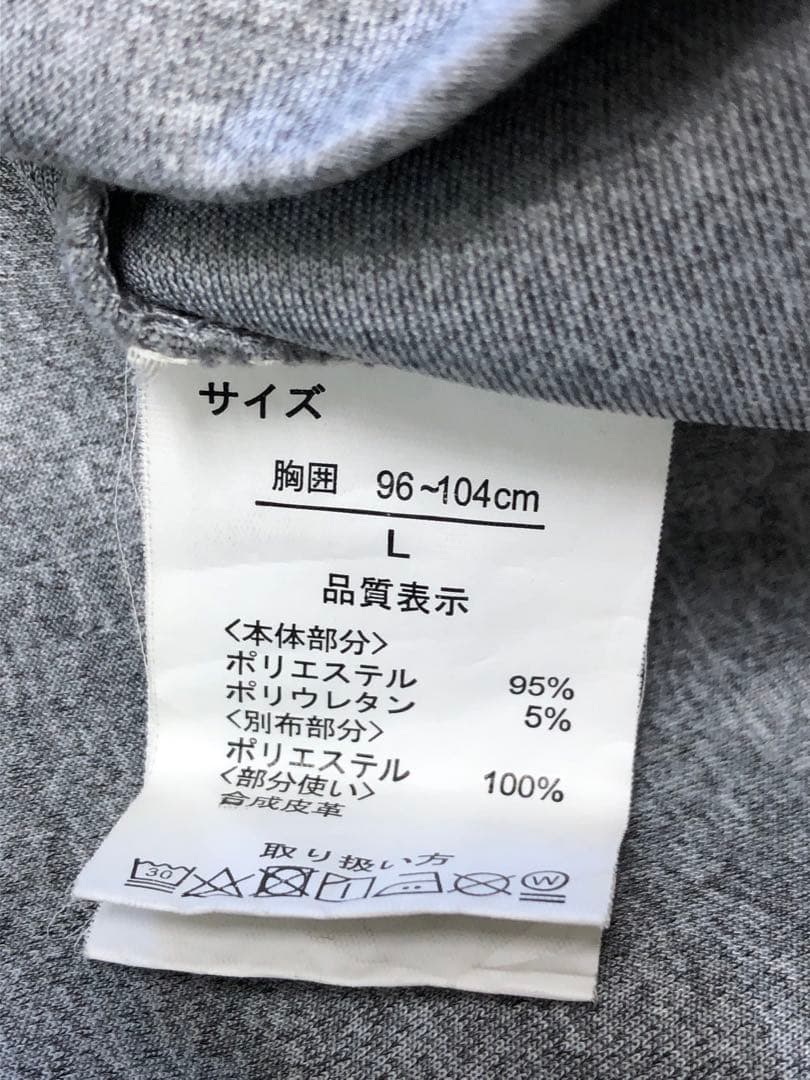 サイズ
胸囲 96~104cm
L
品質表示
<本体部分>
ポリエステル 95%
ポリウレタン 5%
<別布部分>
ポリエステル 100%
<部分使い>
合成皮革
取り扱い方
30 W